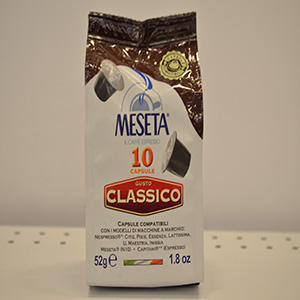 MESETA®
IL CAFFÈ ESPRESSO
10
CAPSULE
GUSTO
CLASSICO
CAPSULE COMPATIBILI
CON I MODELLI DI MACCHINE A MARCHIO:
NESPRESSO®*: CITIZ, PIXIE, ESSENZA, LATTISSIMA,
U, MAESTRIA, INISSIA
52g e
1.8 oz